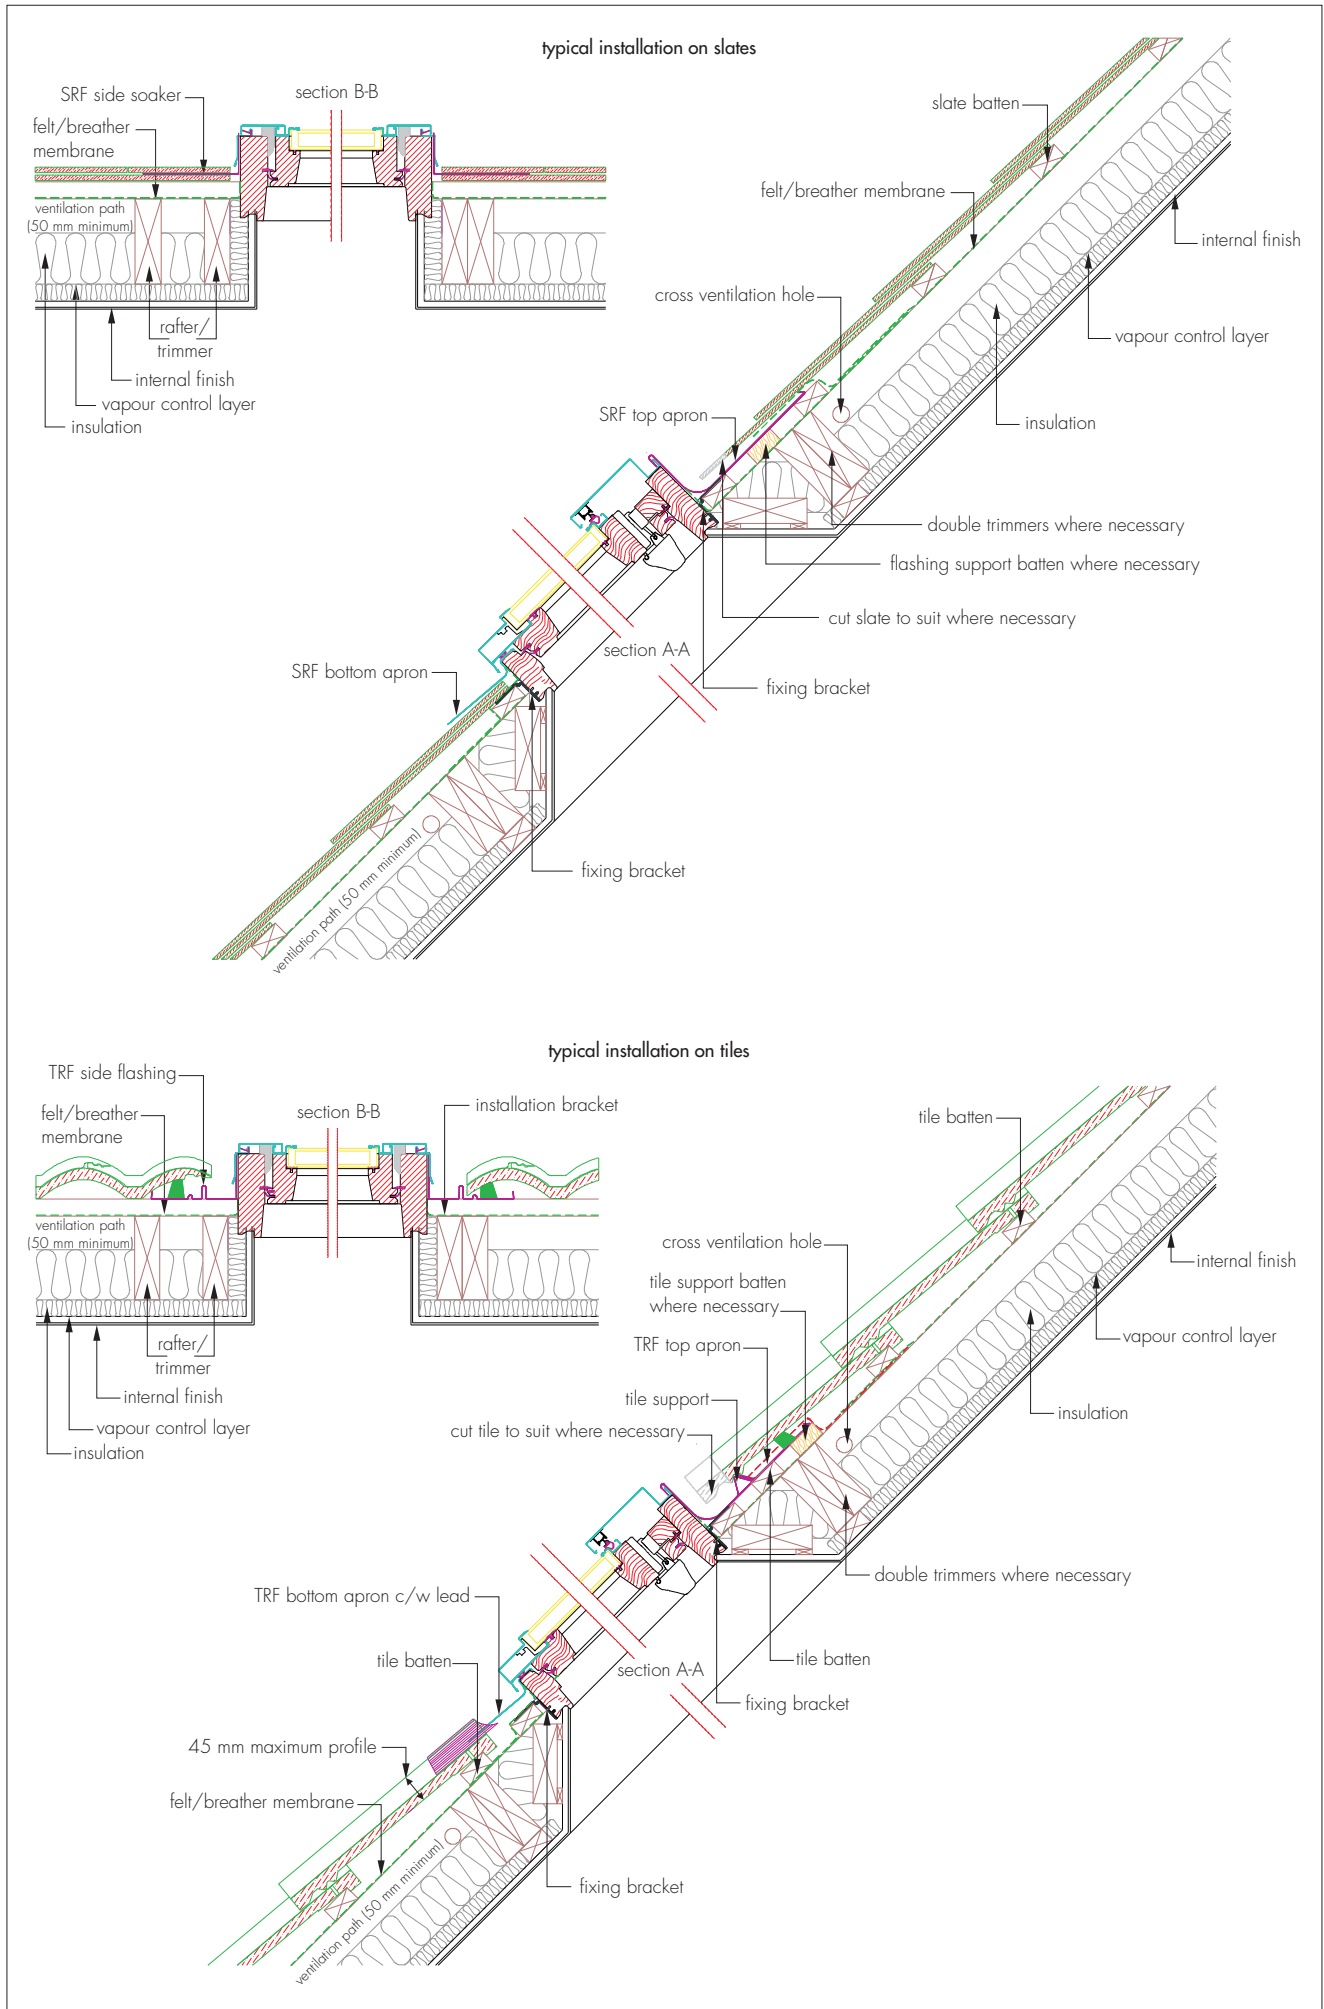 typical installation on slates
SRF side soaker
section B-B
felt/breather
membrane
ventilation path
(50 mm minimum)
rafter/
trimmer
internal finish
vapour control layer
insulation
slate batten
felt/breather membrane
internal finish
cross ventilation hole
vapour control layer
SRF top apron
insulation
double trimmers where necessary
flashing support batten where necessary
cut slate to suit where necessary
section A-A
SRF bottom apron
fixing bracket
fixing bracket
ventilation path (50 mm minimum)
typical installation on tiles
TRF side flashing
section B-B
installation bracket
felt/breather
membrane
ventilation path
(50 mm minimum)
rafter/
trimmer
internal finish
vapour control layer
insulation
tile batten
cross ventilation hole
internal finish
tile support batten
where necessary
vapour control layer
TRF top apron
tile support
insulation
cut tile to suit where necessary
double trimmers where necessary
TRF bottom apron c/w lead
tile batten
tile batten
section A-A
fixing bracket
45 mm maximum profile
felt/breather membrane
fixing bracket
ventilation path (50 mm minimum)